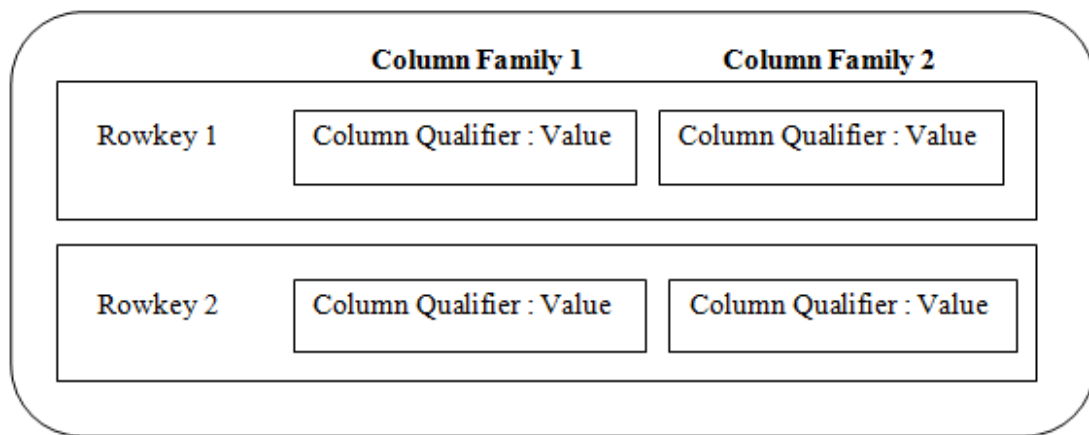 Column Family 1 Column Family 2
Rowkey 1 Column Qualifier : Value Column Qualifier : Value
Rowkey 2 Column Qualifier : Value Column Qualifier : Value